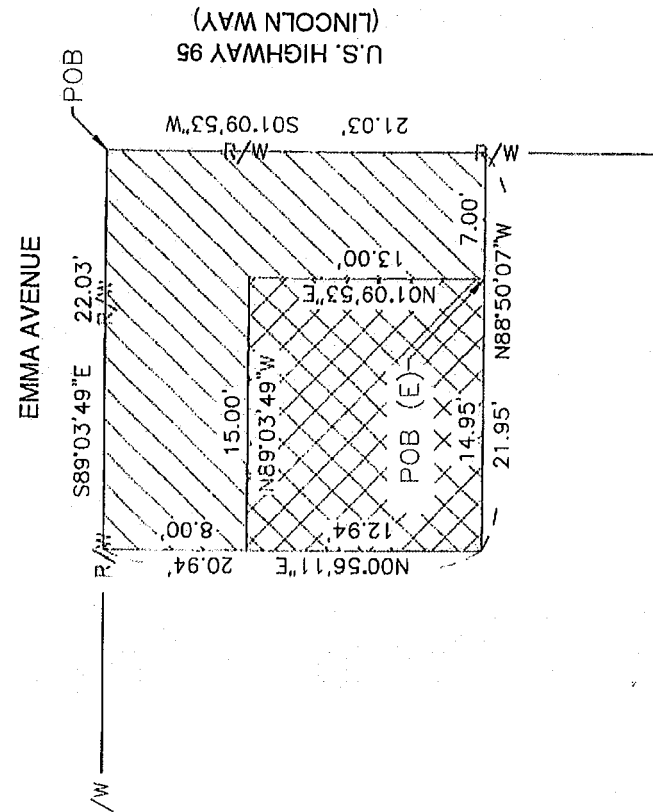 U.S. HIGHWAY 95
(LINCOLN WAY)
POB
EMMA AVENUE
S89°03'49"E 22.03'
R/W
R/W
S01°09'53"W 21.03'
R/W
R/W
8.00'
20.94'
15.00'
N89°03'49"W
13.00'
N01°09'53"E
7.00'
POB (E)
12.94'
N00°56'11"E
14.95'
21.95' N88°50'07"W
/W